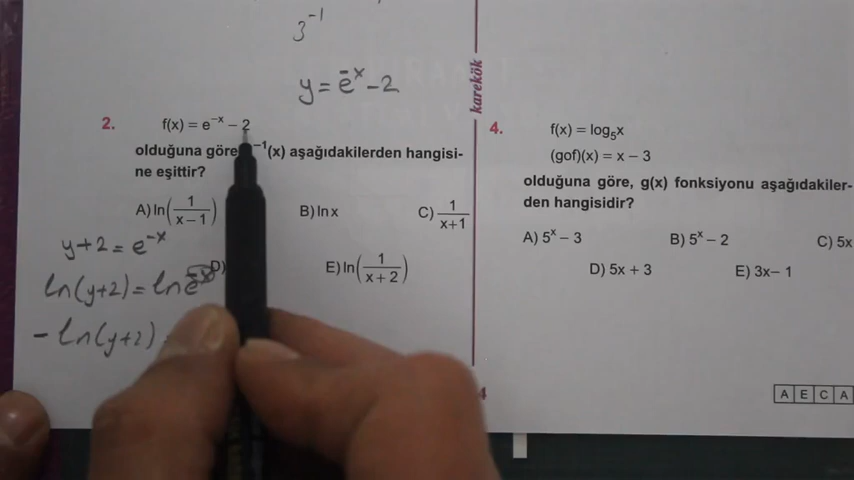 3⁻¹
y = e⁻ˣ - 2
karekök
2. f(x) = e⁻ˣ – 2
olduğuna göre ⁻¹(x) aşağıdakilerden hangisi-
ne eşittir?
A) ln(1/(x – 1))
B) ln x
C) 1/(x+1)
D)
E) ln(1/(x + 2))
y+2 = e⁻ˣ
ln(y+2) = ln e⁻ˣ
- ln(y+2)
4. f(x) = log₅x
(gof)(x) = x – 3
olduğuna göre, g(x) fonksiyonu aşağıdakiler-
den hangisidir?
A) 5ˣ – 3
B) 5ˣ – 2
C) 5x
D) 5x + 3
E) 3x– 1
4
A E C A